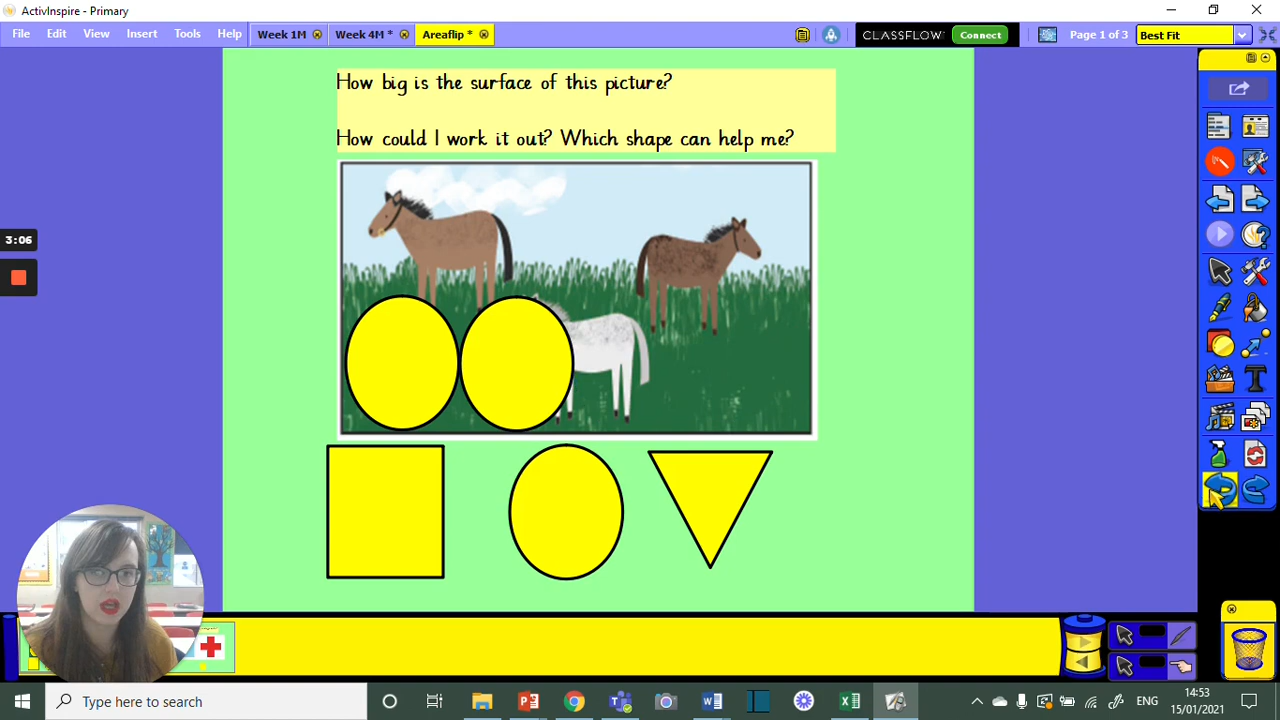 ActivInspire - Primary
File Edit View Insert Tools Help Week 1M Week 4M * Areaflip * CLASSFLOW Connect Page 1 of 3 Best Fit
How big is the surface of this picture?
How could I work it out? Which shape can help me?
3:06
Type here to search
ENG
14:53
15/01/2021